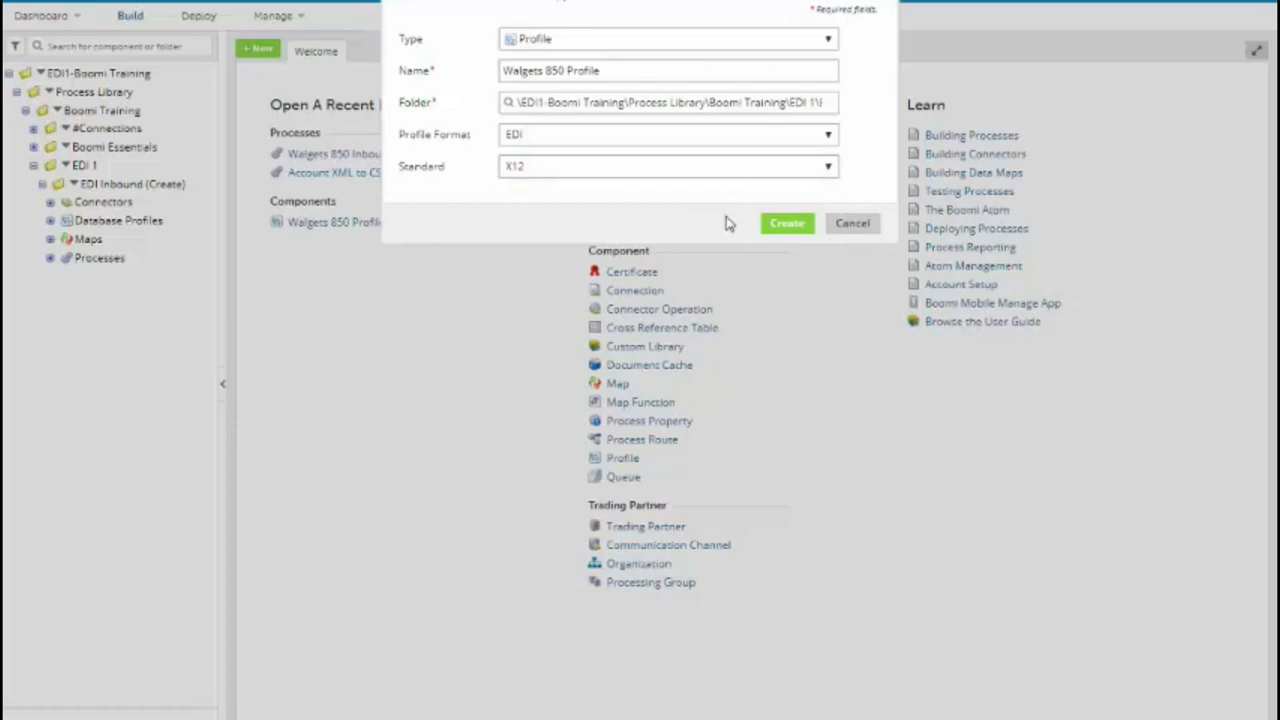 Dashboard Build Deploy Manage
* Required fields.
Type Profile
Name* Walgets 850 Profile
Folder* \EDI1-Boomi Training\Process Library\Boomi Training\EDI 1\
Profile Format EDI
Standard X12
Create Cancel
Search for component or folder
EDI1-Boomi Training
Process Library
Boomi Training
#Connections
Boomi Essentials
EDI 1
EDI Inbound (Create)
Connectors
Database Profiles
Maps
Processes
+ New Welcome
Open A Recent
Processes
Walgets 850 Inbou
Account XML to CS
Components
Walgets 850 Profil
Component
Certificate
Connection
Connector Operation
Cross Reference Table
Custom Library
Document Cache
Map
Map Function
Process Property
Process Route
Profile
Queue
Trading Partner
Trading Partner
Communication Channel
Organization
Processing Group
Learn
Building Processes
Building Connectors
Building Data Maps
Testing Processes
The Boomi Atom
Deploying Processes
Process Reporting
Atom Management
Account Setup
Boomi Mobile Manage App
Browse the User Guide